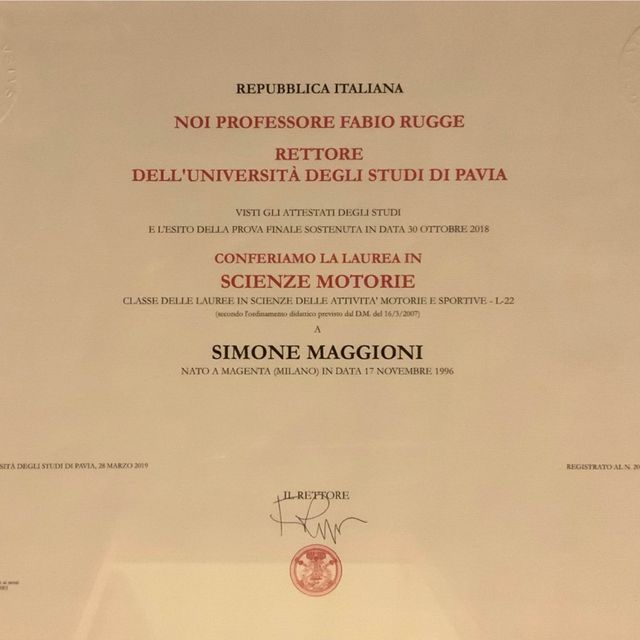 REPUBBLICA ITALIANA
NOI PROFESSORE FABIO RUGGE
RETTORE
DELL'UNIVERSITÀ DEGLI STUDI DI PAVIA
VISTI GLI ATTESTATI DEGLI STUDI
E L'ESITO DELLA PROVA FINALE SOSTENUTA IN DATA 30 OTTOBRE 2018
CONFERIAMO LA LAUREA IN
SCIENZE MOTORIE
CLASSE DELLE LAUREE IN SCIENZE DELLE ATTIVITA' MOTORIE E SPORTIVE - L-22
(secondo l'ordinamento didattico previsto dal D.M. del 16/3/2007)
A
SIMONE MAGGIONI
NATO A MAGENTA (MILANO) IN DATA 17 NOVEMBRE 1996
SITÀ DEGLI STUDI DI PAVIA, 28 MARZO 2019
REGISTRATO AL N. 20
IL RETTORE